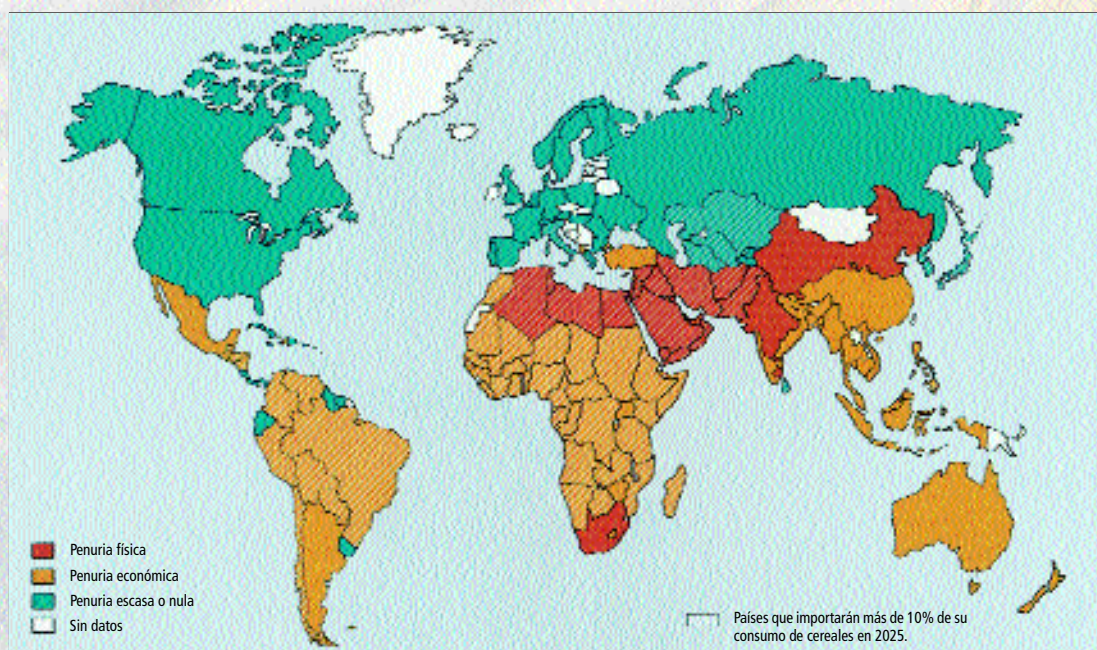 Penuria física
Penuria económica
Penuria escasa o nula
Sin datos
Países que importarán más de 10% de su
consumo de cereales en 2025.